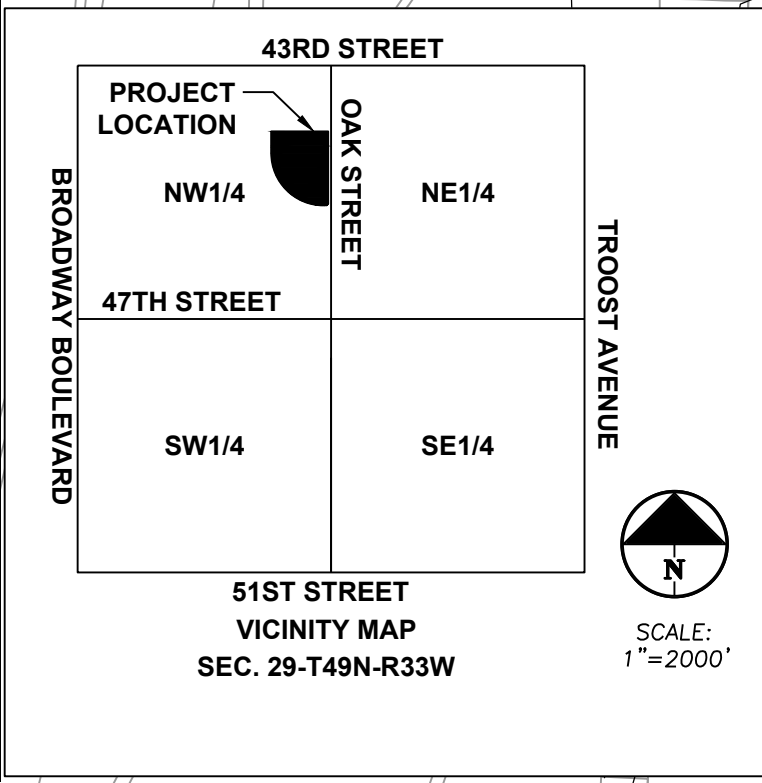 43RD STREET
PROJECT
LOCATION
OAK STREET
NW1/4
NE1/4
BROADWAY BOULEVARD
TROOST AVENUE
47TH STREET
SW1/4
SE1/4
N
51ST STREET
VICINITY MAP
SEC. 29-T49N-R33W
SCALE:
1"=2000'